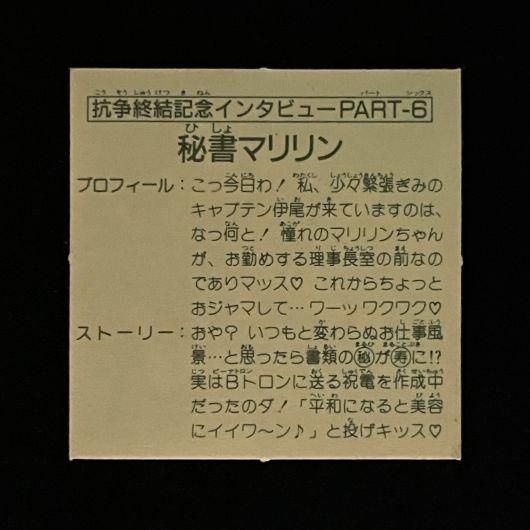 抗争終結記念インタビューPART-6
秘書マリリン
プロフィール：こっ今日わ！私、少々緊張ぎみの
キャプテン伊尾が来ていますのは、
なっ何と！憧れのマリリンちゃん
が、お勤めする理事長室の前なの
でありマッス♡ これからちょっと
おジャマして…ワーッワクワク♡
ストーリー：おや？いつもと変わらぬお仕事風
景…と思ったら書類の㊙が(寿)に!?
実はBトロンに送る祝電を作成中
だったのダ！「平和になると美容
にイイワ〜ン♪」と投げキッス♡